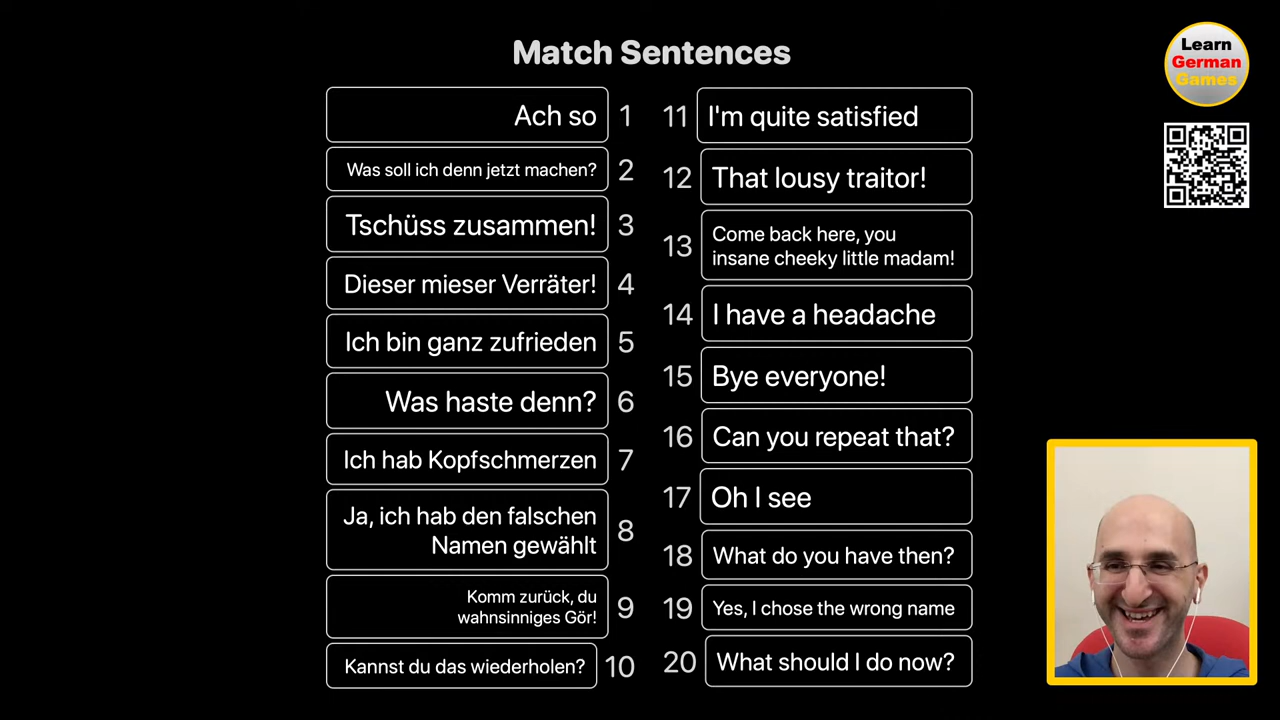 Match Sentences
Learn
German
Games
Ach so 1
Was soll ich denn jetzt machen? 2
Tschüss zusammen! 3
Dieser mieser Verräter! 4
Ich bin ganz zufrieden 5
Was haste denn? 6
Ich hab Kopfschmerzen 7
Ja, ich hab den falschen
Namen gewählt 8
Komm zurück, du
wahnsinniges Gör! 9
Kannst du das wiederholen? 10
11 I'm quite satisfied
12 That lousy traitor!
13 Come back here, you
insane cheeky little madam!
14 I have a headache
15 Bye everyone!
16 Can you repeat that?
17 Oh I see
18 What do you have then?
19 Yes, I chose the wrong name
20 What should I do now?